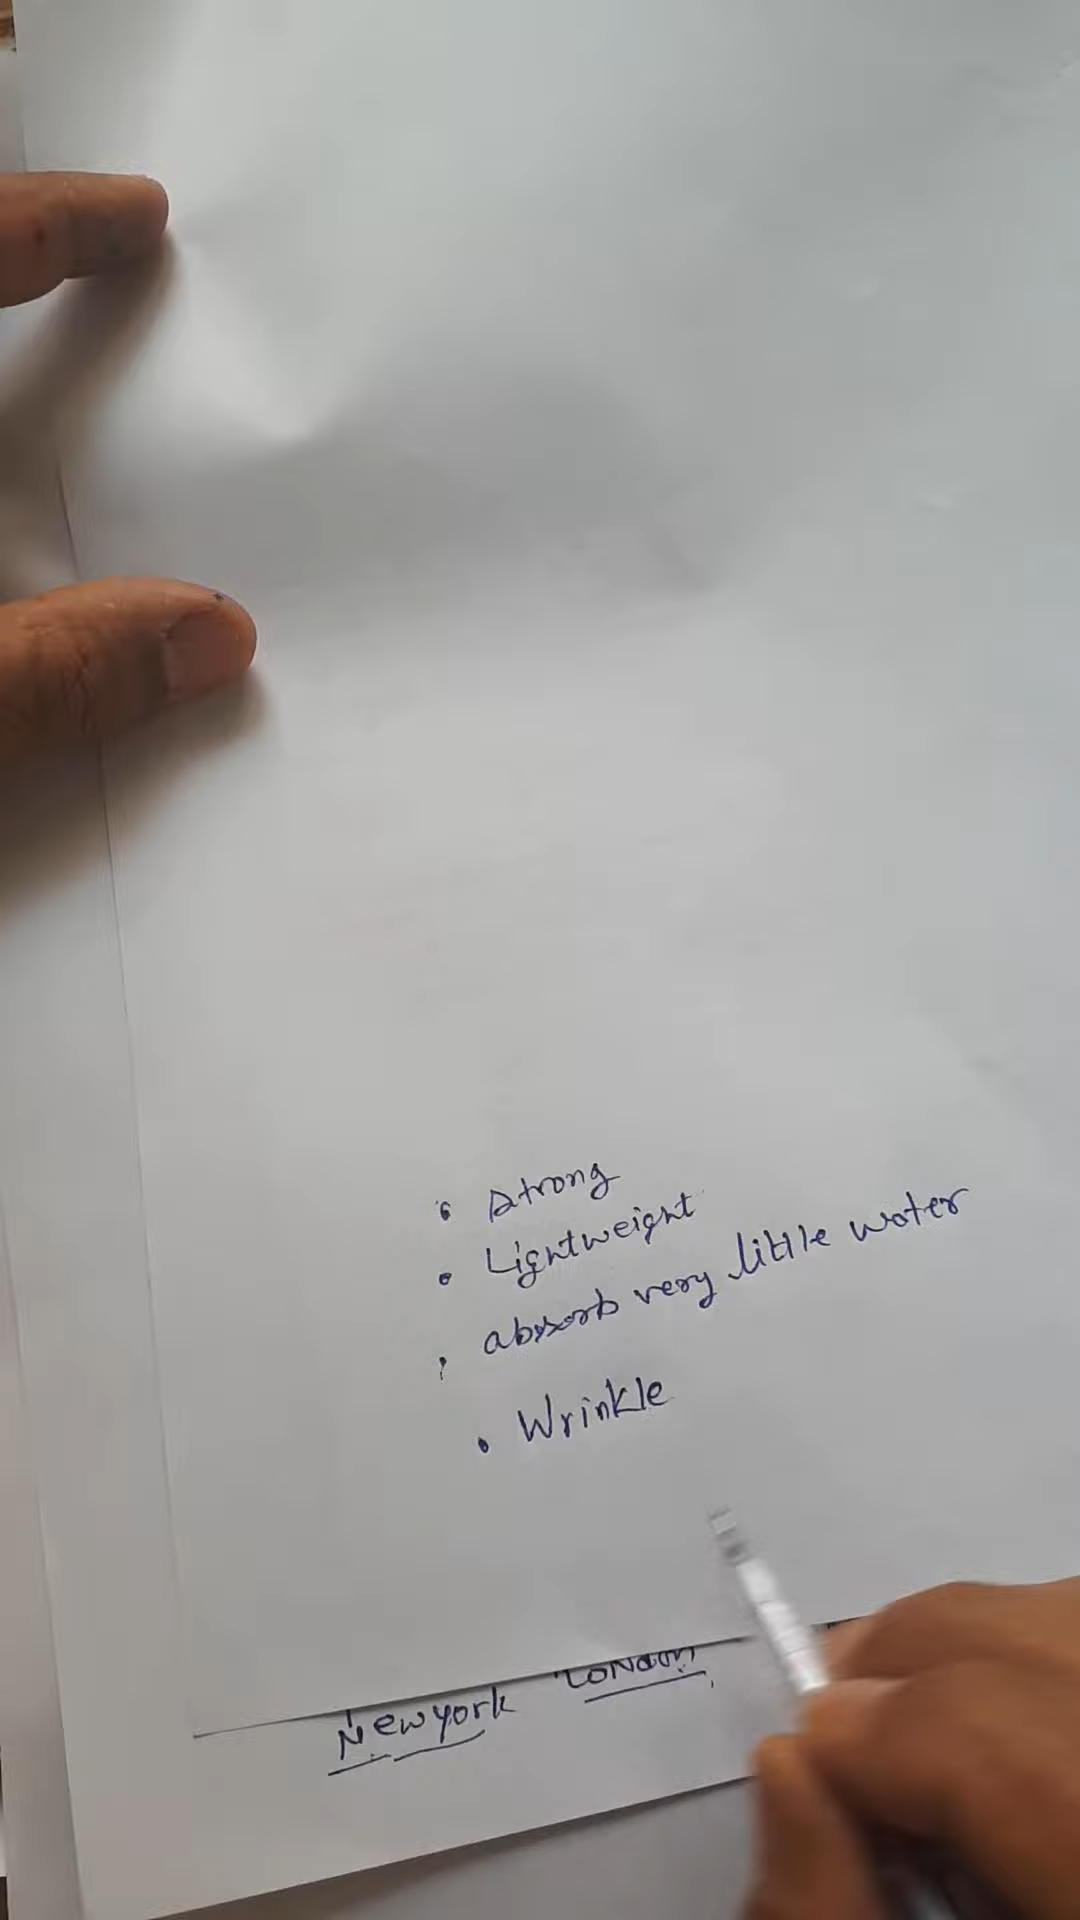 Strong
Lightweight
absorb very little water
Wrinkle
Newyork London